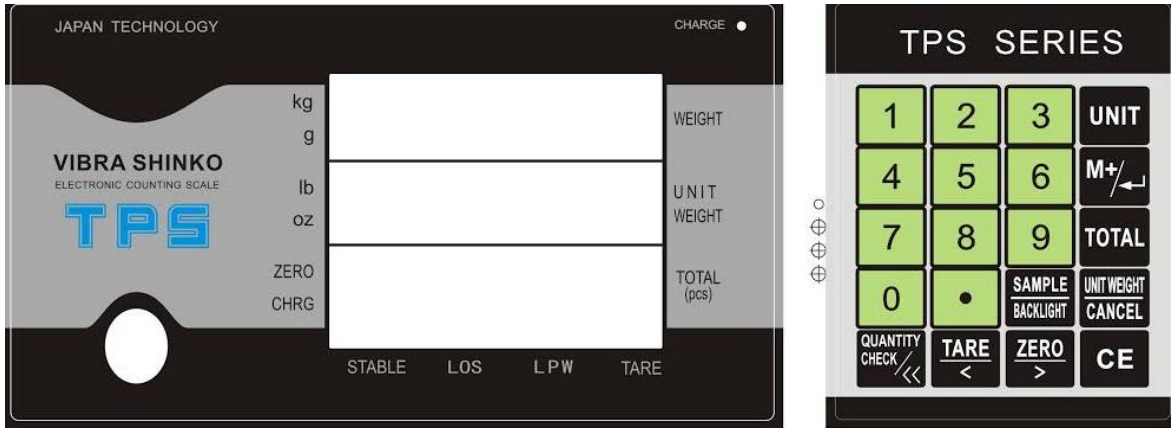 JAPAN TECHNOLOGY
CHARGE
kg
g
WEIGHT
VIBRA SHINKO
ELECTRONIC COUNTING SCALE
TPS
lb
oz
UNIT
WEIGHT
ZERO
CHRG
TOTAL
(pcs)
STABLE LOS LPW TARE
TPS SERIES
1 2 3 UNIT
4 5 6 M+/↵
7 8 9 TOTAL
0 • SAMPLE
BACKLIGHT
UNIT WEIGHT
CANCEL
QUANTITY
CHECK/<<
TARE
<
ZERO
>
CE